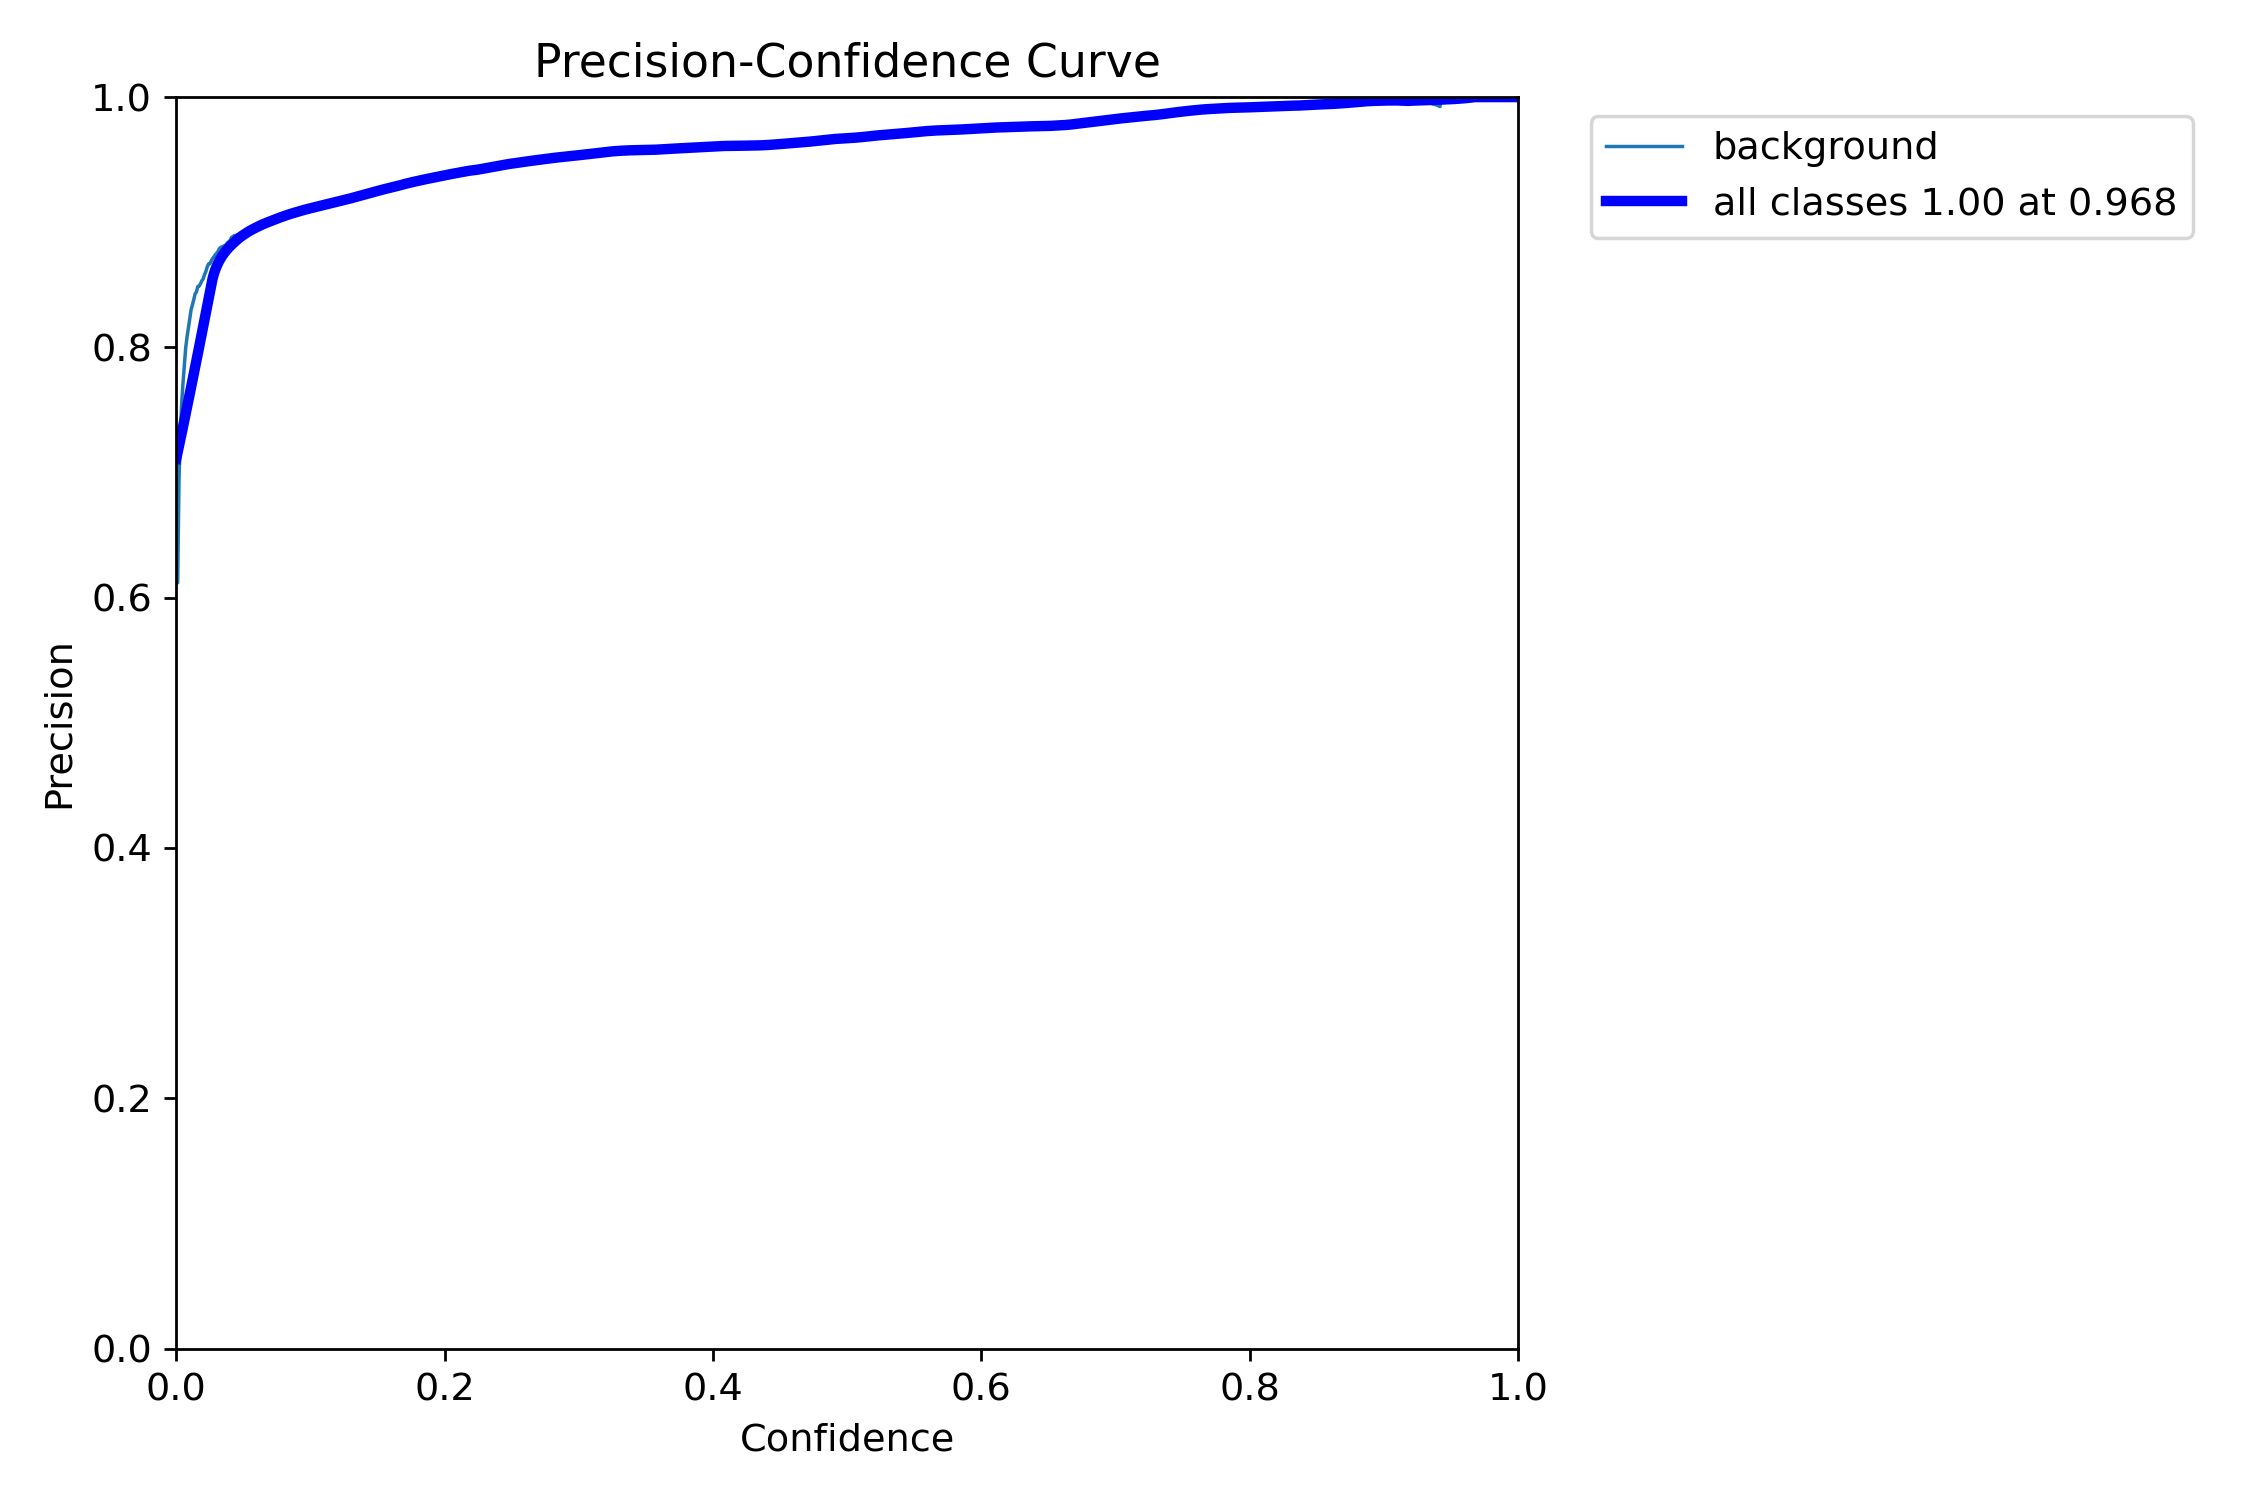 Precision-Confidence Curve
1.0
0.8
0.6
0.4
0.2
0.0
Precision
0.0 0.2 0.4 0.6 0.8 1.0
Confidence
background
all classes 1.00 at 0.968